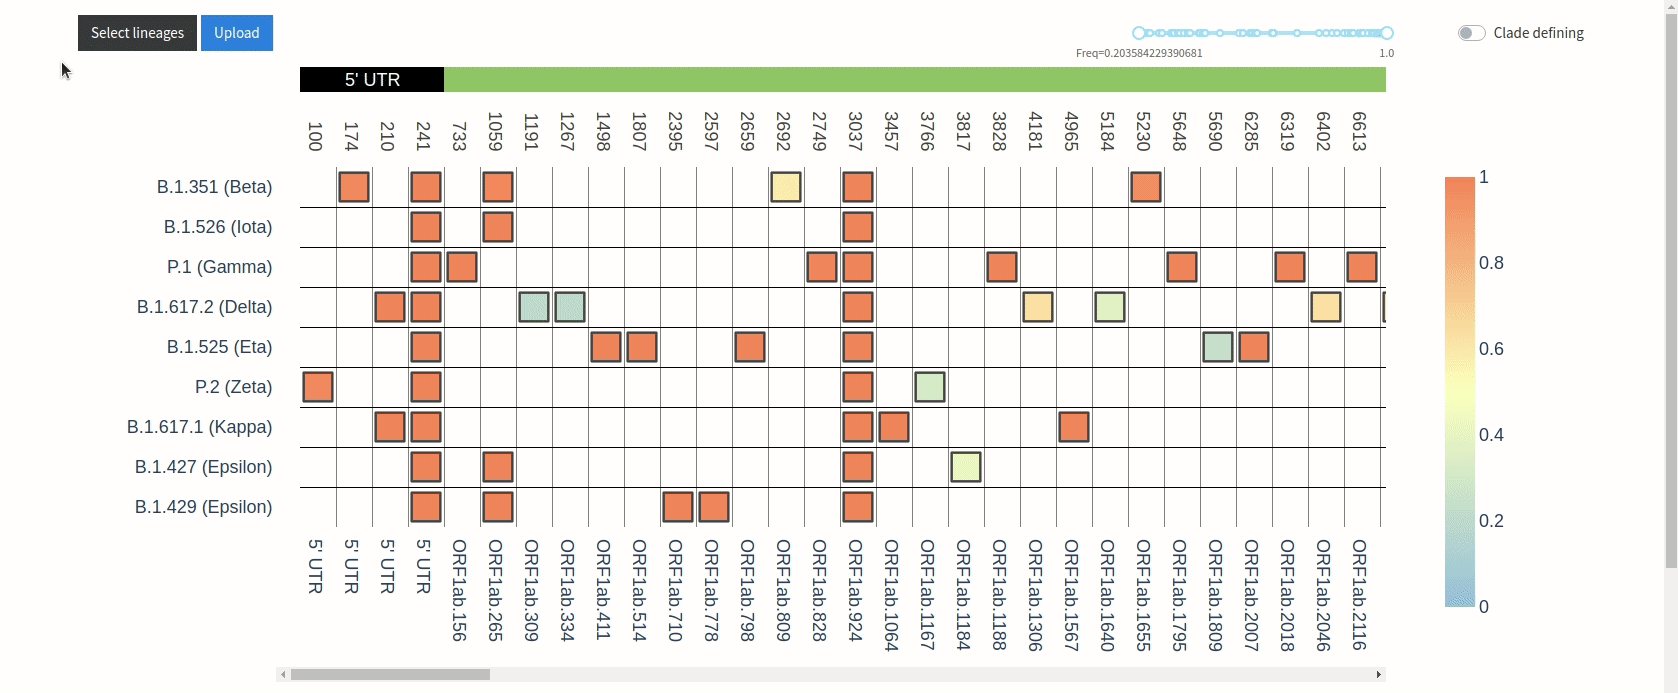 Select lineages
Upload
Freq=0.203584229390681
1.0
Clade defining
5' UTR
100 174 210 241 733 1059 1191 1267 1498 1807 2395 2597 2659 2692 2749 3037 3457 3766 3817 3828 4181 4965 5184 5230 5648 5690 6285 6319 6402 6613
B.1.351 (Beta)
B.1.526 (Iota)
P.1 (Gamma)
B.1.617.2 (Delta)
B.1.525 (Eta)
P.2 (Zeta)
B.1.617.1 (Kappa)
B.1.427 (Epsilon)
B.1.429 (Epsilon)
1
0.8
0.6
0.4
0.2
0
5' UTR 5' UTR 5' UTR 5' UTR ORF1ab.156 ORF1ab.265 ORF1ab.309 ORF1ab.334 ORF1ab.411 ORF1ab.514 ORF1ab.710 ORF1ab.778 ORF1ab.798 ORF1ab.809 ORF1ab.828 ORF1ab.924 ORF1ab.1064 ORF1ab.1167 ORF1ab.1184 ORF1ab.1188 ORF1ab.1306 ORF1ab.1567 ORF1ab.1640 ORF1ab.1655 ORF1ab.1795 ORF1ab.1809 ORF1ab.2007 ORF1ab.2018 ORF1ab.2046 ORF1ab.2116